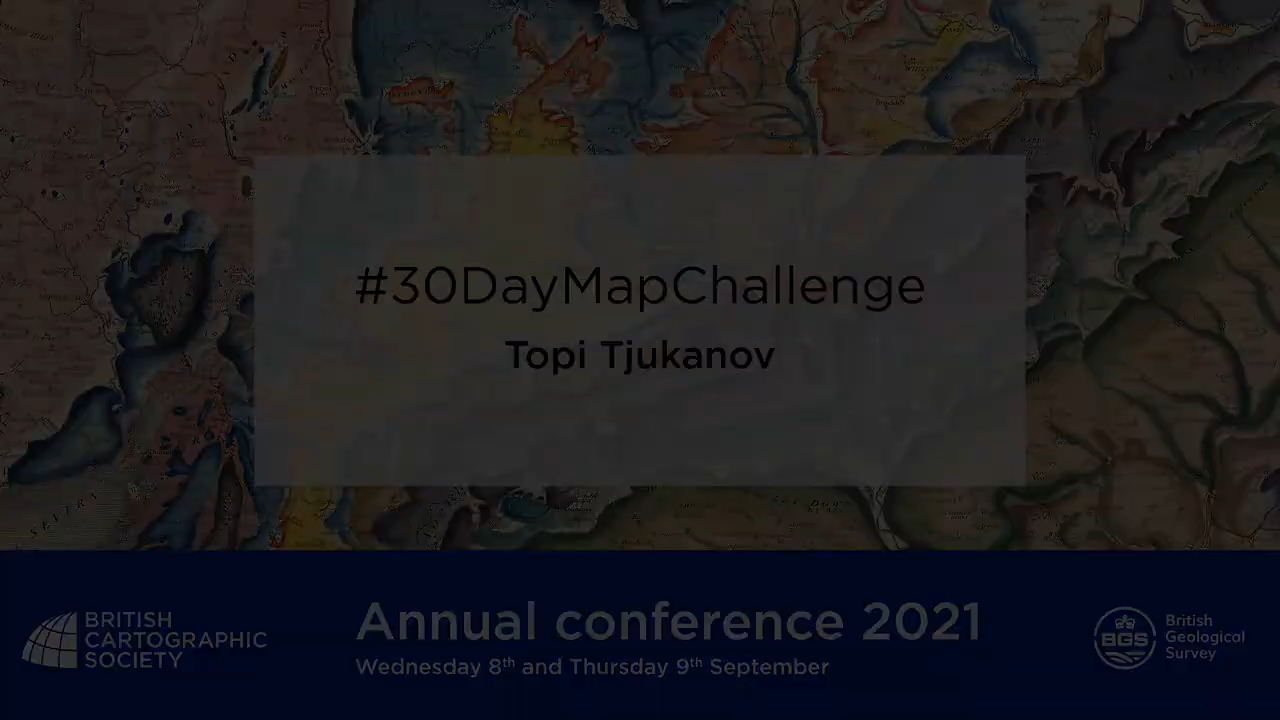 #30DayMapChallenge
Topi Tjukanov
BRITISH
CARTOGRAPHIC
SOCIETY
Annual conference 2021
Wednesday 8th and Thursday 9th September
BGS
British
Geological
Survey